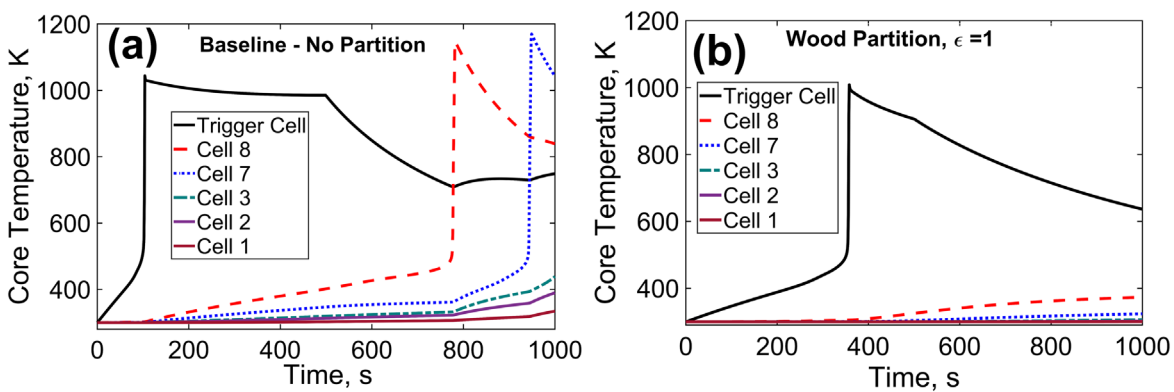 (a)
Baseline - No Partition
Core Temperature, K
1200
1000
800
600
400
Trigger Cell
Cell 8
Cell 7
Cell 3
Cell 2
Cell 1
0 200 400 600 800 1000
Time, s
(b)
Wood Partition, ϵ =1
Core Temperature, K
1200
1000
800
600
400
Trigger Cell
Cell 8
Cell 7
Cell 3
Cell 2
Cell 1
0 200 400 600 800 1000
Time, s